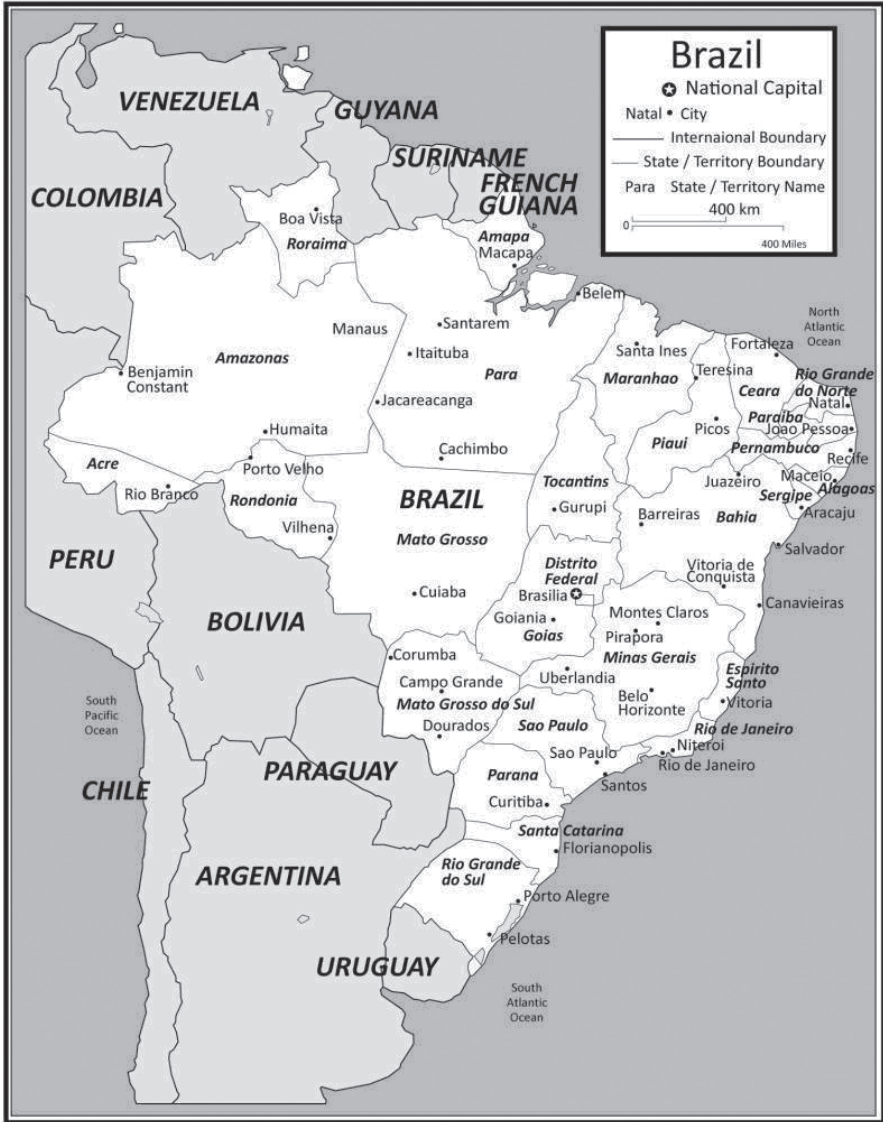 Brazil
National Capital
Natal • City
Internaional Boundary
State / Territory Boundary
Para State / Territory Name
400 km
0
400 Miles
VENEZUELA
GUYANA
SURINAME
FRENCH
GUIANA
COLOMBIA
Boa Vista
Roraima
Amapa
Macapa
Belem
North
Atlantic
Ocean
Manaus
Santarem
Itaituba
Amazonas
Para
Benjamin
Constant
Jacareacanga
Humaita
Cachimbo
Santa Ines
Maranhao
Teresina
Fortaleza
Ceara
Rio Grande
do Norte
Natal
Paraiba
Joao Pessoa
Picos
Piaui
Pernambuco
Recife
Acre
Porto Velho
Rio Branco
Rondonia
Vilhena
BRAZIL
Mato Grosso
Cuiaba
Tocantins
Gurupi
Juazeiro
Maceio
Alagoas
Sergipe
Aracaju
Barreiras
Bahia
Salvador
PERU
BOLIVIA
Distrito
Federal
Brasilia
Goiania
Goias
Vitoria de
Conquista
Canavieiras
Montes Claros
Pirapora
Minas Gerais
Corumba
Campo Grande
Mato Grosso do Sul
Dourados
Uberlandia
Belo
Horizonte
Espirito
Santo
Vitoria
South
Pacific
Ocean
Sao Paulo
Sao Paulo
Rio de Janeiro
Niteroi
Rio de Janeiro
Santos
CHILE
PARAGUAY
Parana
Curitiba
Santa Catarina
Florianopolis
ARGENTINA
Rio Grande
do Sul
Porto Alegre
Pelotas
URUGUAY
South
Atlantic
Ocean